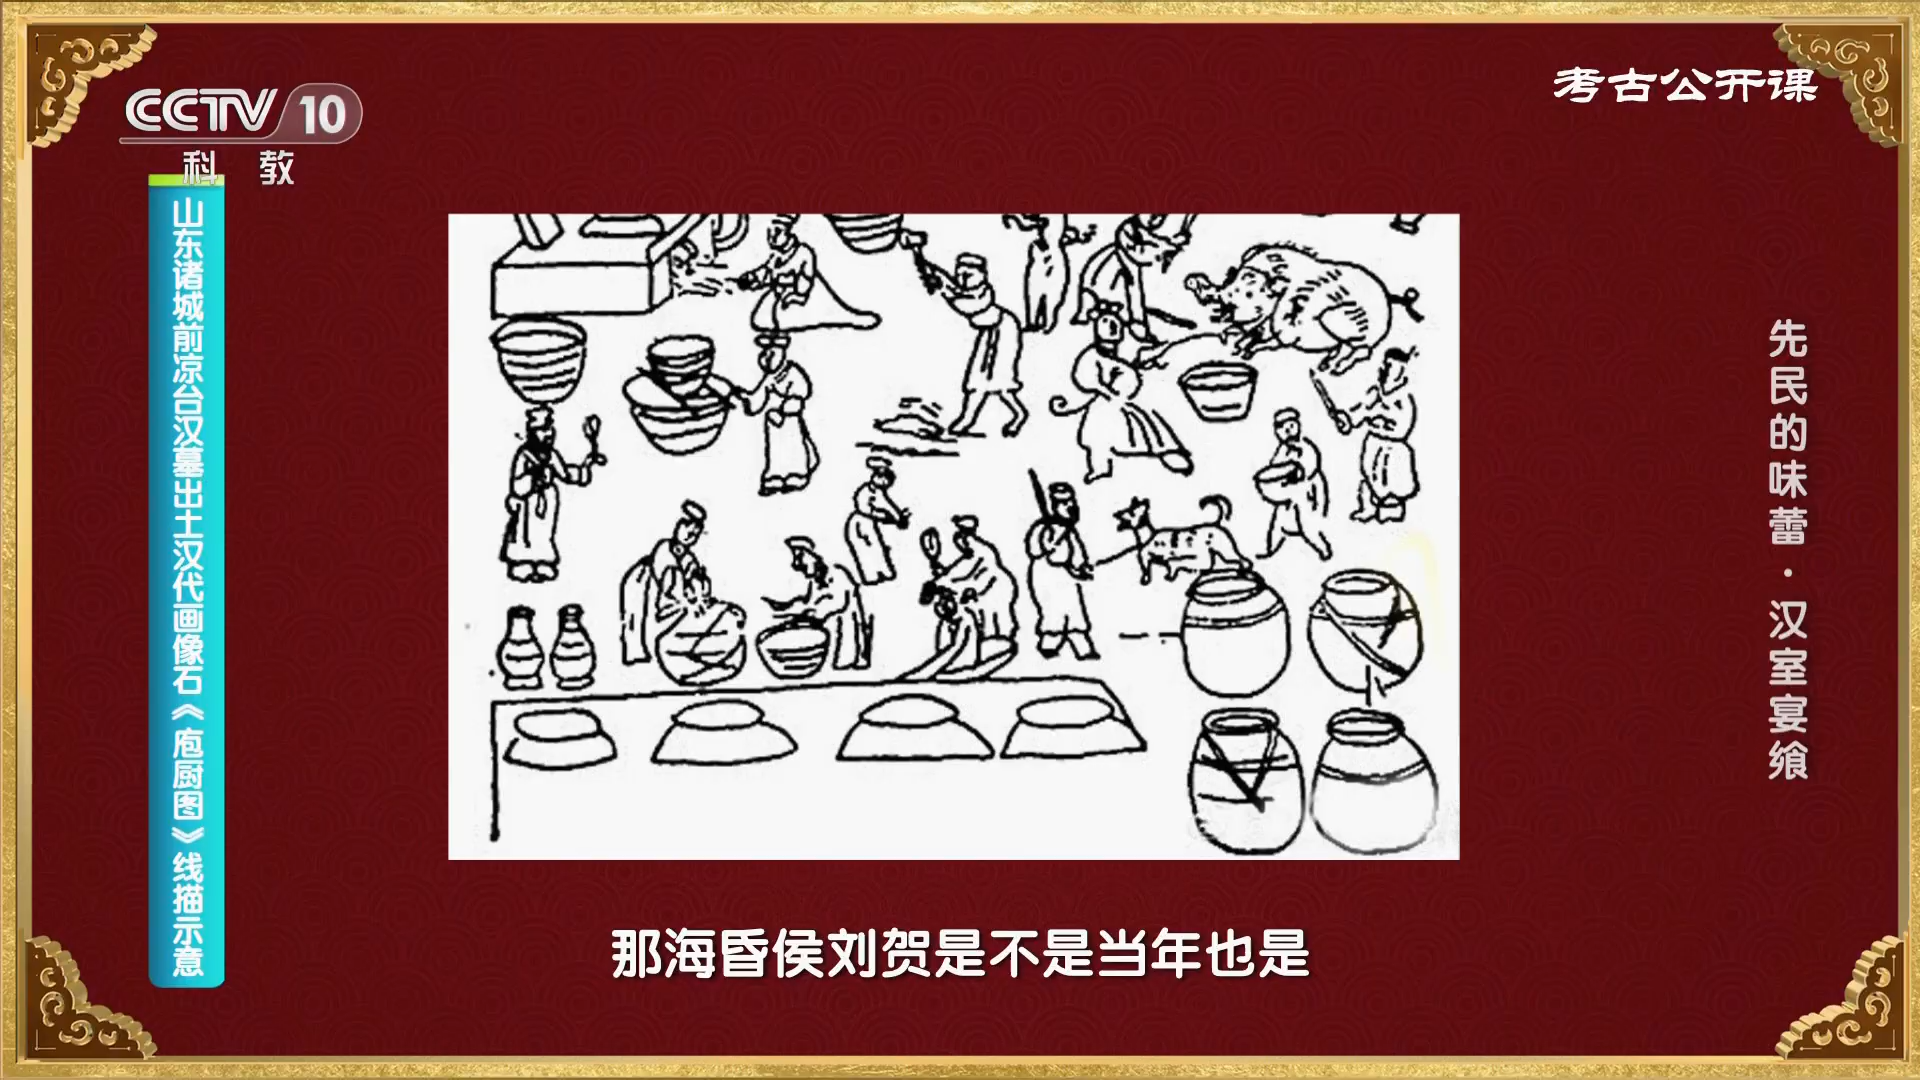 CCTV 10
科 教
考古公开课
山东诸城前凉台汉墓出土汉代画像石《庖厨图》线描示意
先民的味蕾·汉室宴飨
那海昏侯刘贺是不是当年也是